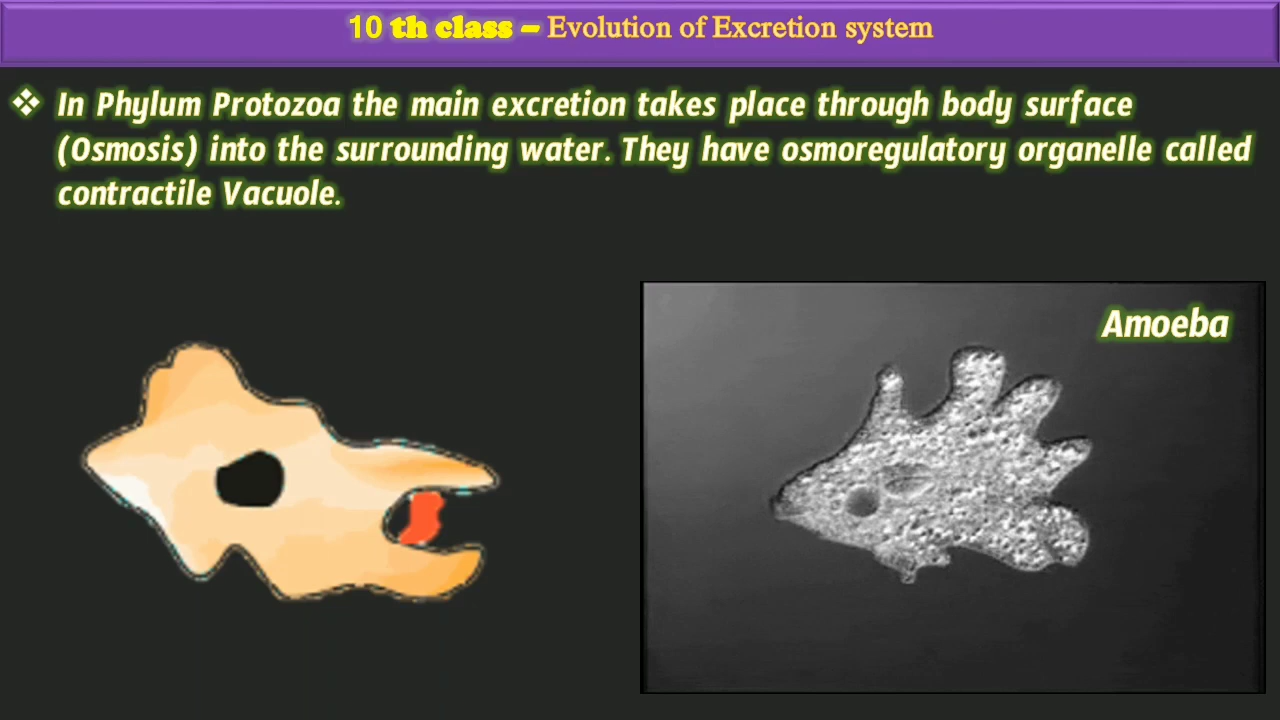 10 th class – Evolution of Excretion system
❖ In Phylum Protozoa the main excretion takes place through body surface
(Osmosis) into the surrounding water. They have osmoregulatory organelle called
contractile Vacuole.
Amoeba